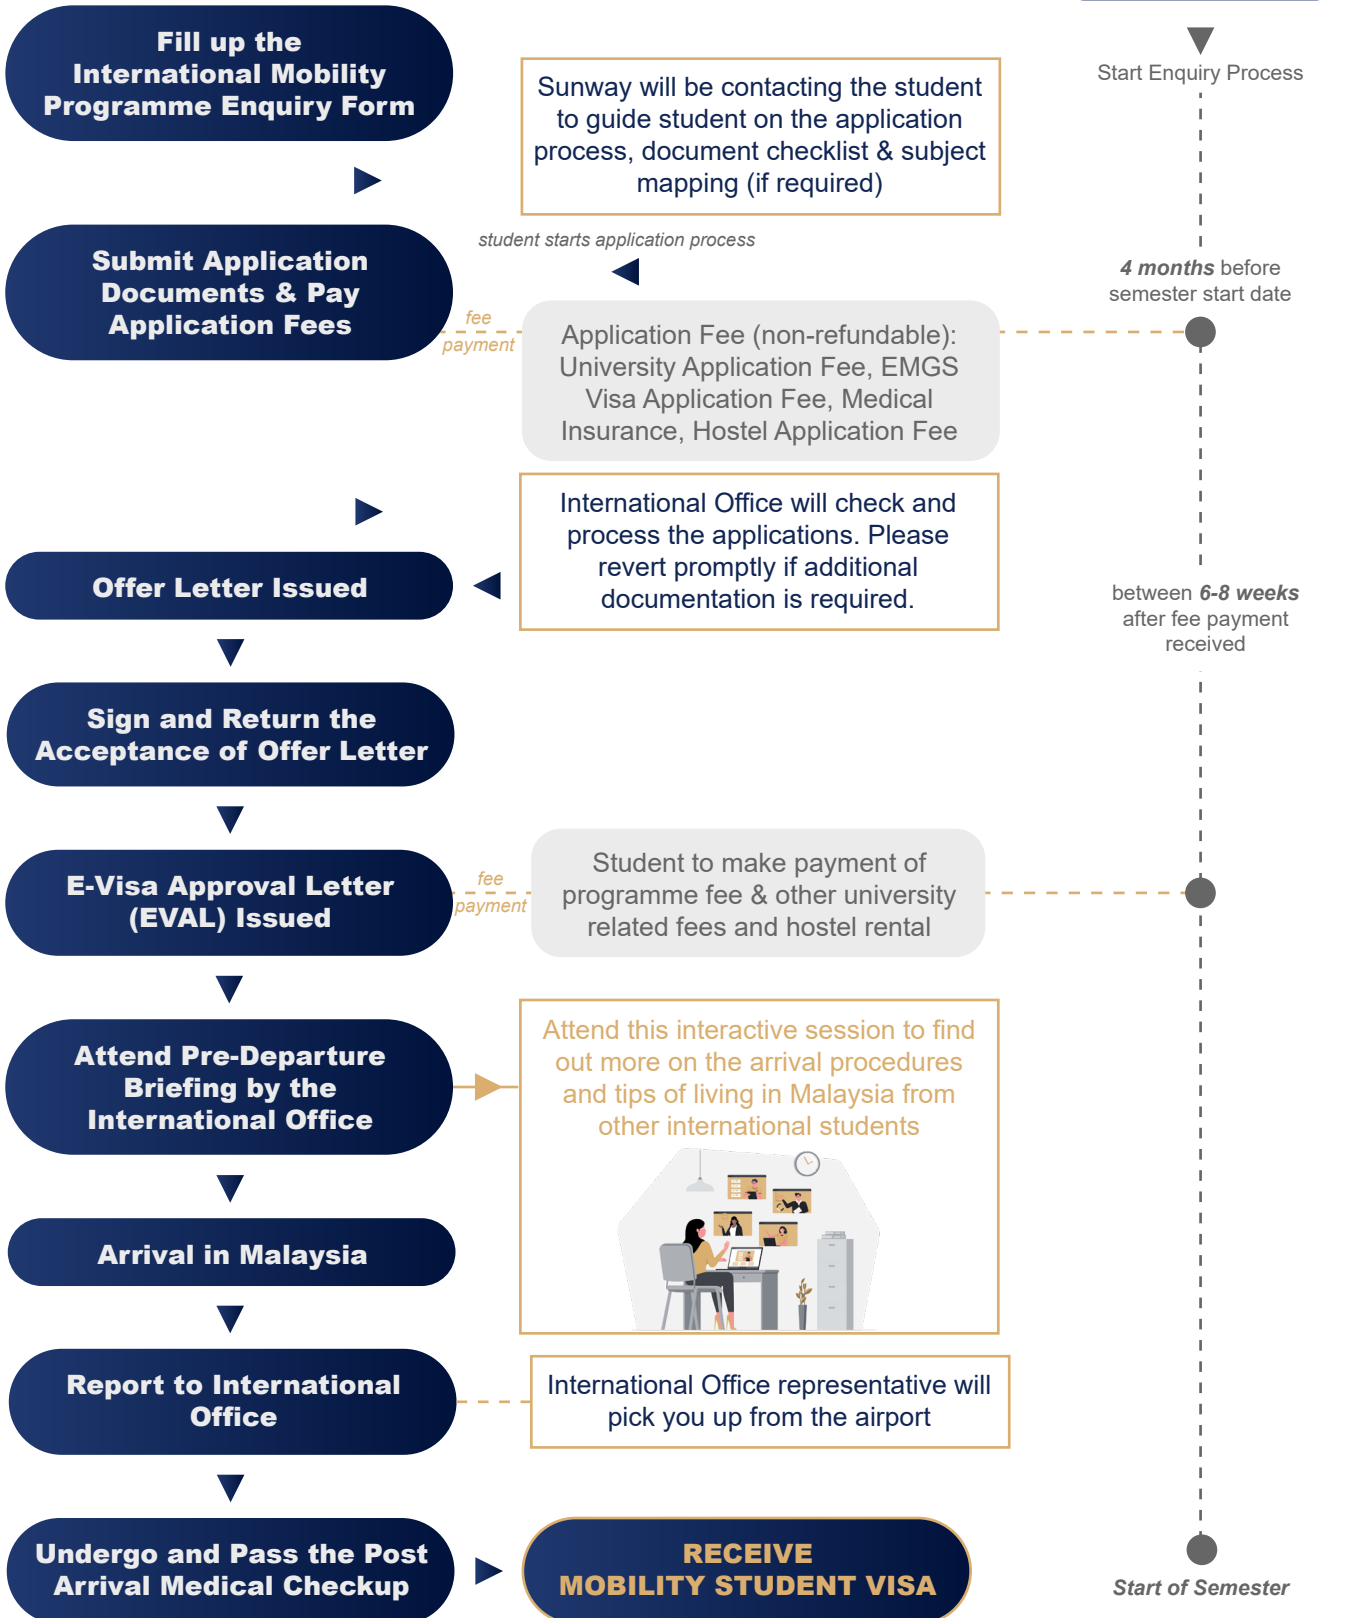 Fill up the
International Mobility
Programme Enquiry Form
Sunway will be contacting the student
to guide student on the application
process, document checklist & subject
mapping (if required)
Start Enquiry Process
student starts application process
Submit Application
Documents & Pay
Application Fees
fee
payment
Application Fee (non-refundable):
University Application Fee, EMGS
Visa Application Fee, Medical
Insurance, Hostel Application Fee
4 months before
semester start date
International Office will check and
process the applications. Please
revert promptly if additional
documentation is required.
Offer Letter Issued
between 6-8 weeks
after fee payment
received
Sign and Return the
Acceptance of Offer Letter
E-Visa Approval Letter
(EVAL) Issued
fee
payment
Student to make payment of
programme fee & other university
related fees and hostel rental
Attend Pre-Departure
Briefing by the
International Office
Attend this interactive session to find
out more on the arrival procedures
and tips of living in Malaysia from
other international students
Arrival in Malaysia
Report to International
Office
International Office representative will
pick you up from the airport
Undergo and Pass the Post
Arrival Medical Checkup
RECEIVE
MOBILITY STUDENT VISA
Start of Semester